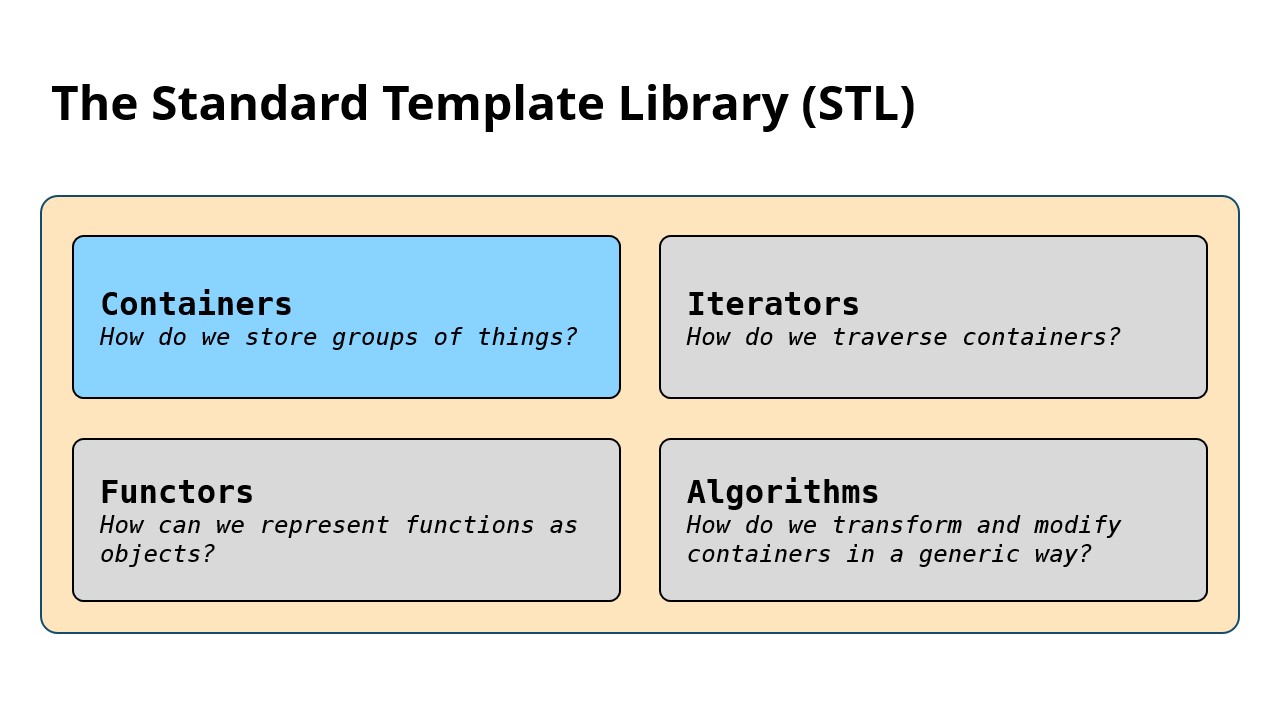 The Standard Template Library (STL)
Containers
How do we store groups of things?
Iterators
How do we traverse containers?
Functors
How can we represent functions as
objects?
Algorithms
How do we transform and modify
containers in a generic way?